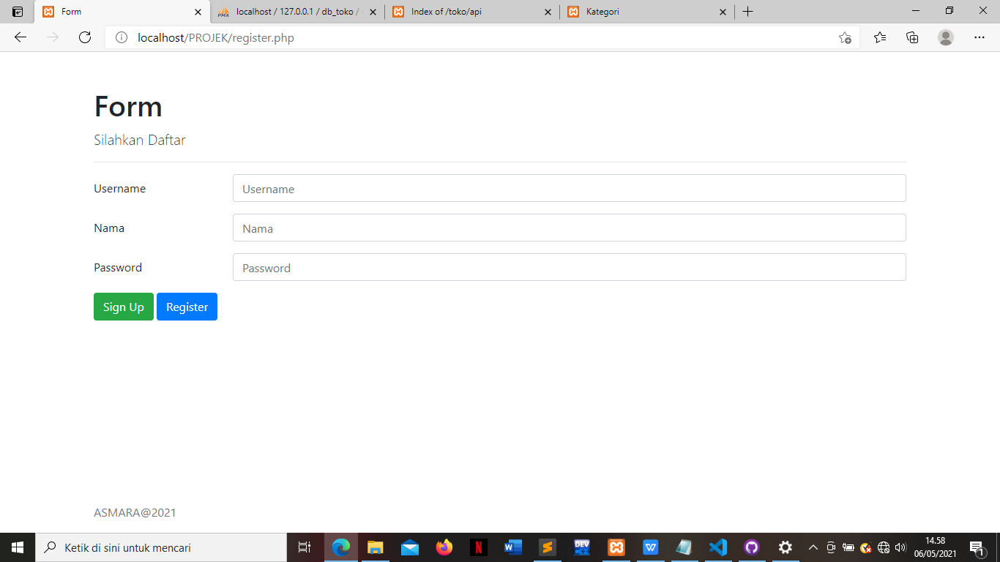 Form
localhost / 127.0.0.1 / db_toko /
Index of /toko/api
Kategori
localhost/PROJEK/register.php
Form
Silahkan Daftar
Username
Username
Nama
Nama
Password
Password
Sign Up Register
ASMARA@2021
Ketik di sini untuk mencari
14.58
06/05/2021